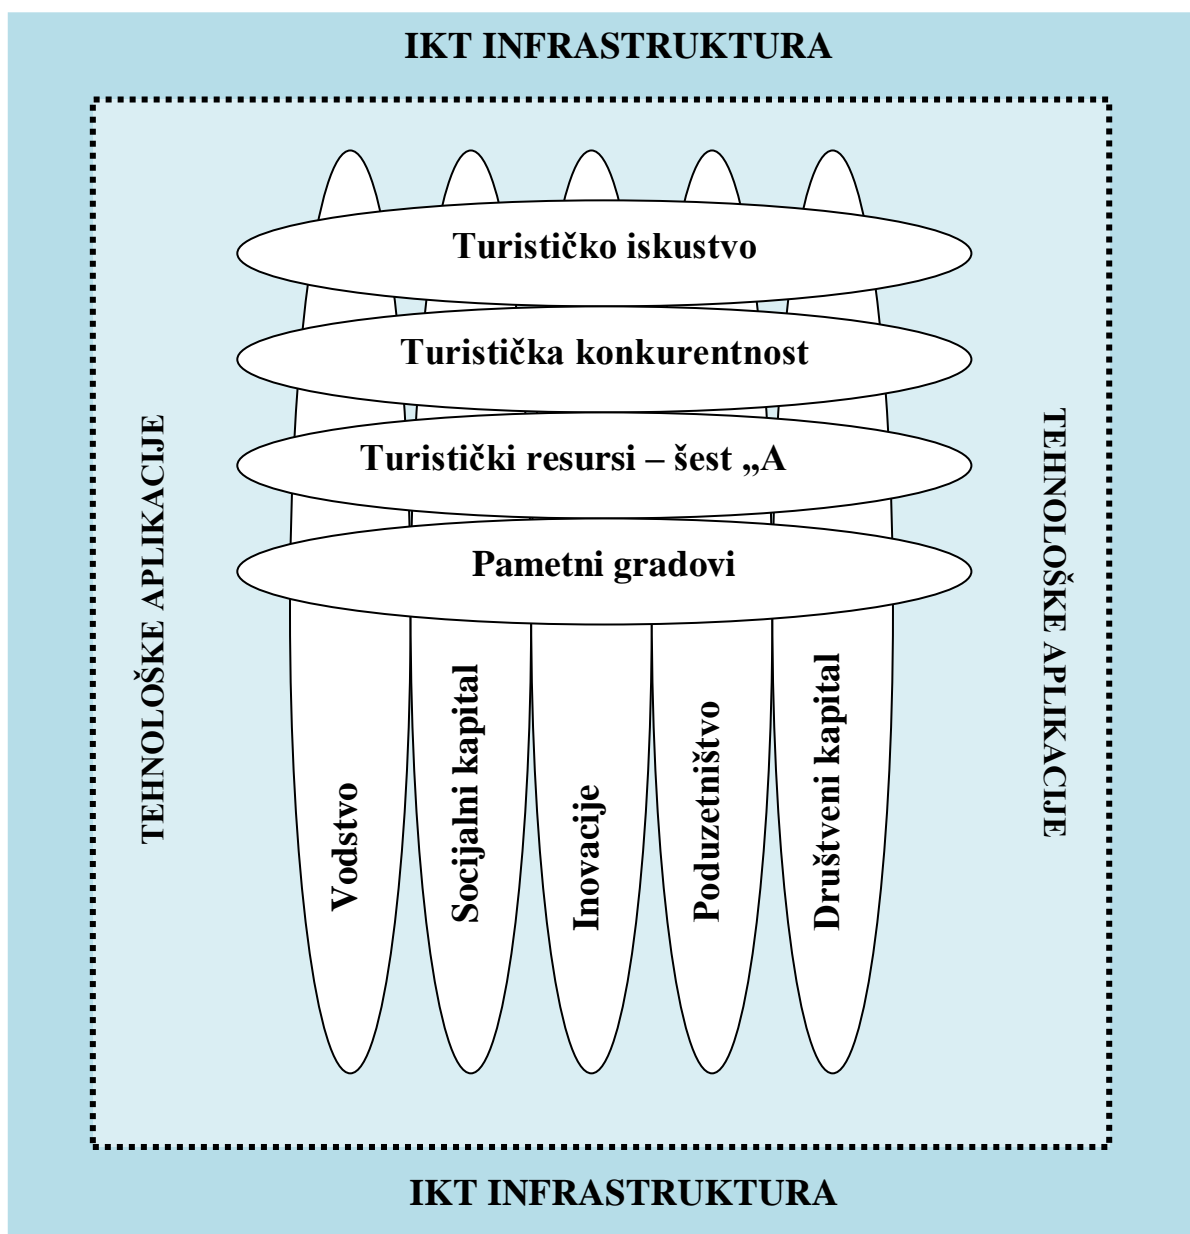 IKT INFRASTRUKTURA
Turističko iskustvo
Turistička konkurentnost
Turistički resursi – šest „A
Pametni gradovi
TEHNOLOŠKE APLIKACIJE
TEHNOLOŠKE APLIKACIJE
Vodstvo
Socijalni kapital
Inovacije
Poduzetništvo
Društveni kapital
IKT INFRASTRUKTURA